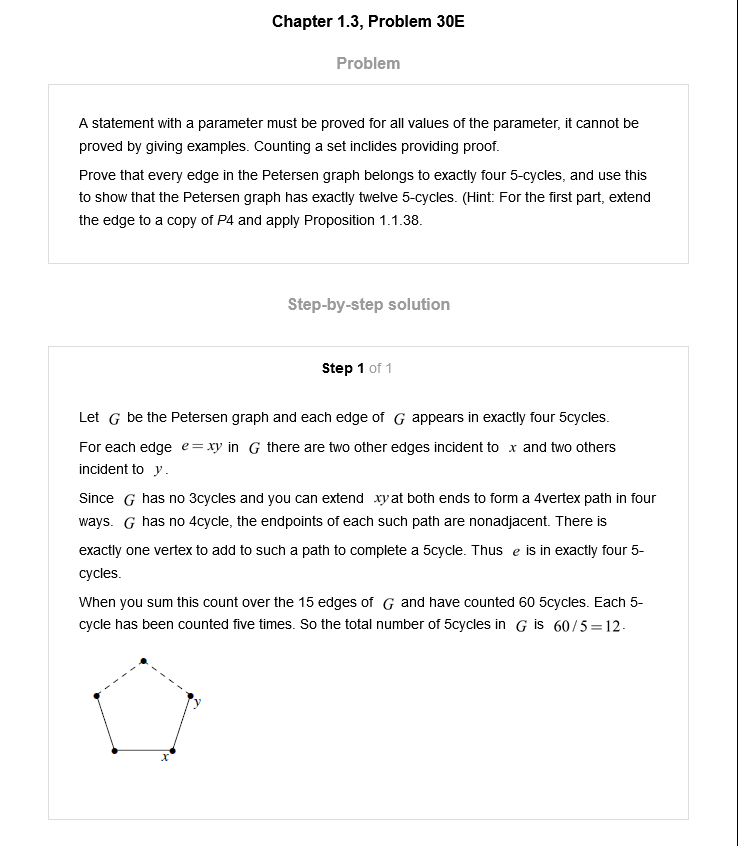 Chapter 1.3, Problem 30E
Problem
A statement with a parameter must be proved for all values of the parameter, it cannot be
proved by giving examples. Counting a set inclides providing proof.
Prove that every edge in the Petersen graph belongs to exactly four 5-cycles, and use this
to show that the Petersen graph has exactly twelve 5-cycles. (Hint: For the first part, extend
the edge to a copy of P4 and apply Proposition 1.1.38.
Step-by-step solution
Step 1 of 1
Let G be the Petersen graph and each edge of G appears in exactly four 5cycles.
For each edge e = xy in G there are two other edges incident to x and two others
incident to y.
Since G has no 3cycles and you can extend xy at both ends to form a 4vertex path in four
ways. G has no 4cycle, the endpoints of each such path are nonadjacent. There is
exactly one vertex to add to such a path to complete a 5cycle. Thus e is in exactly four 5-
cycles.
When you sum this count over the 15 edges of G and have counted 60 5cycles. Each 5-
cycle has been counted five times. So the total number of 5cycles in G is 60/5=12.
y
x